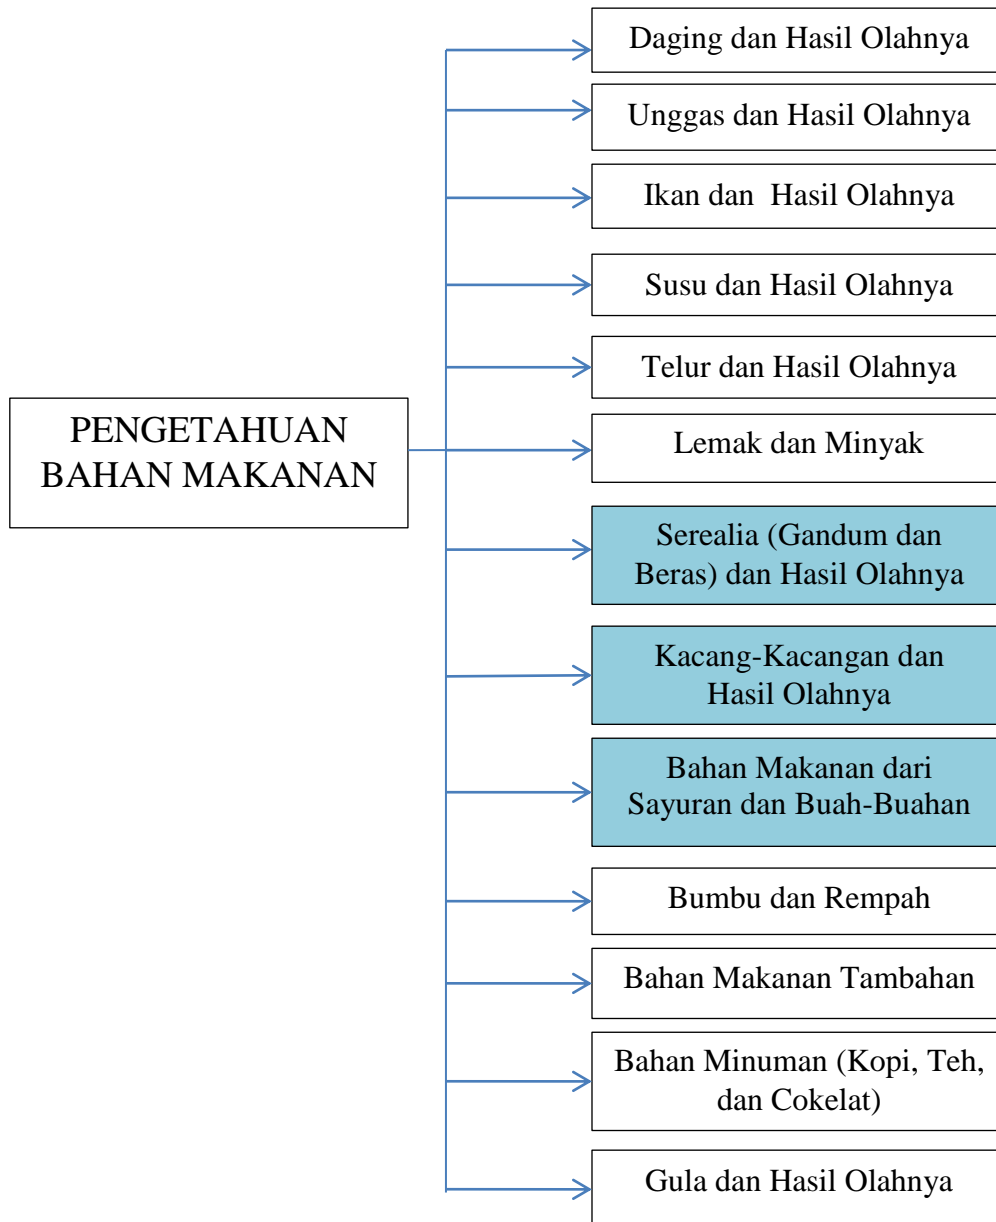 Daging dan Hasil Olahnya
Unggas dan Hasil Olahnya
Ikan dan Hasil Olahnya
Susu dan Hasil Olahnya
Telur dan Hasil Olahnya
PENGETAHUAN
BAHAN MAKANAN
Lemak dan Minyak
Serealia (Gandum dan
Beras) dan Hasil Olahnya
Kacang-Kacangan dan
Hasil Olahnya
Bahan Makanan dari
Sayuran dan Buah-Buahan
Bumbu dan Rempah
Bahan Makanan Tambahan
Bahan Minuman (Kopi, Teh,
dan Cokelat)
Gula dan Hasil Olahnya